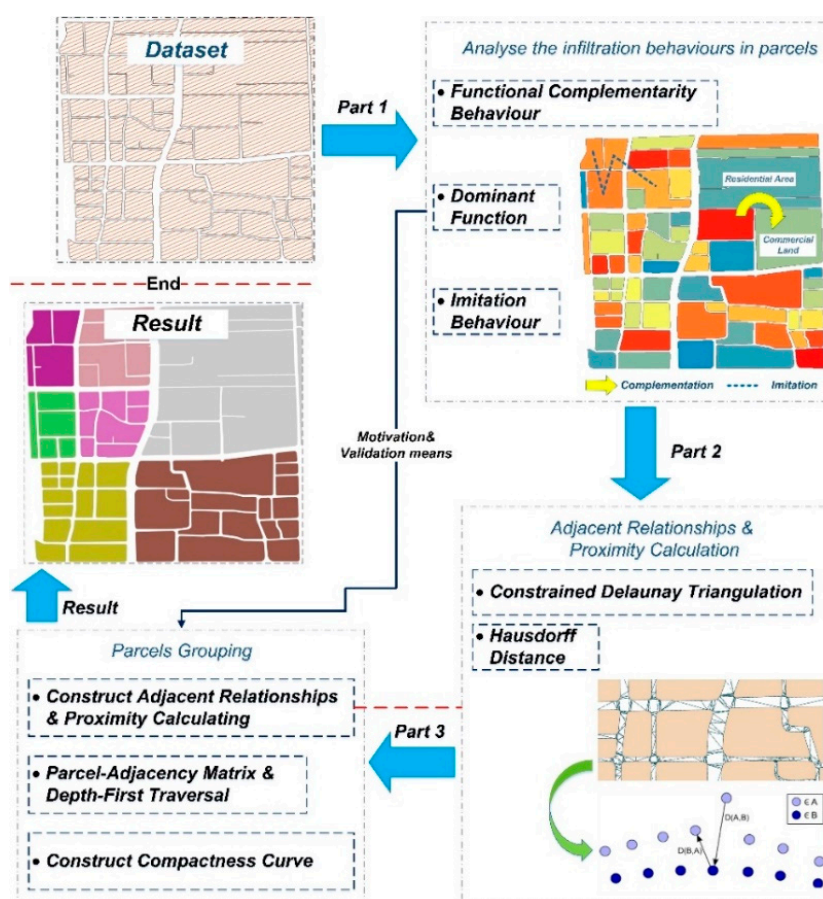 Dataset
Part 1
Analyse the infiltration behaviours in parcels
• Functional Complementarity
Behaviour
• Dominant
Function
• Imitation
Behaviour
Residential Area
Commercial
Land
Complementation
Imitation
End
Result
Motivation&
Validation means
Part 2
Adjacent Relationships &
Proximity Calculation
• Constrained Delaunay Triangulation
• Hausdorff
Distance
∈A
∈B
D(A,B)
D(B,A)
Part 3
Result
Parcels Grouping
• Construct Adjacent Relationships
& Proximity Calculating
• Parcel-Adjacency Matrix &
Depth-First Traversal
• Construct Compactness Curve